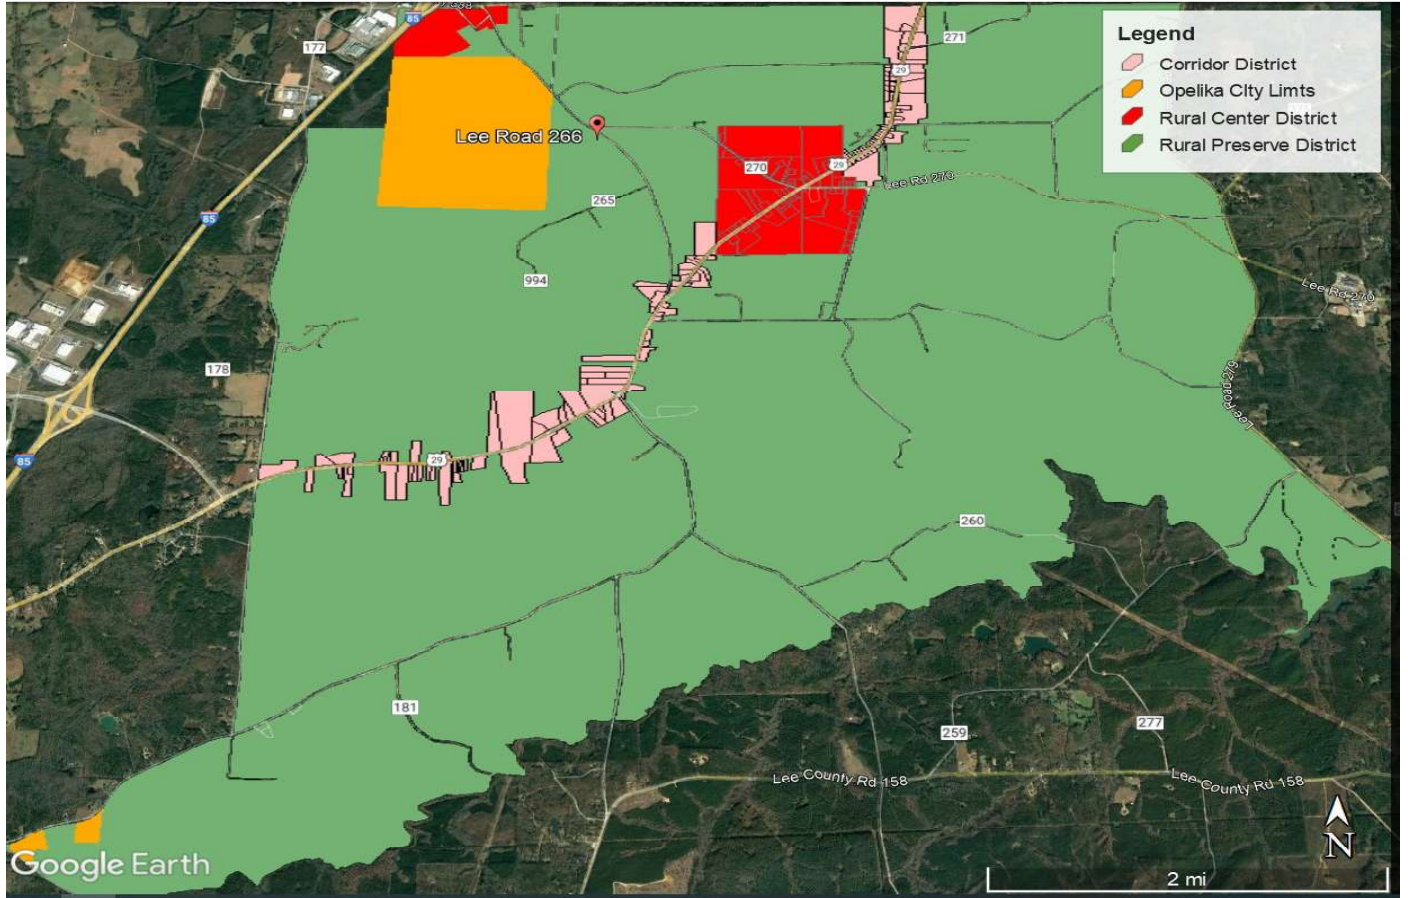 85
177
271
29
Legend
Corridor District
Opelika CIty Limts
Rural Center District
Rural Preserve District
Lee Road 266
270
29
Lee Rd 270
265
85
994
Lee Rd 270
178
Lee Road 279
29
85
260
181
259
277
Lee County Rd 158
Lee County Rd 158
N
2 mi
Google Earth